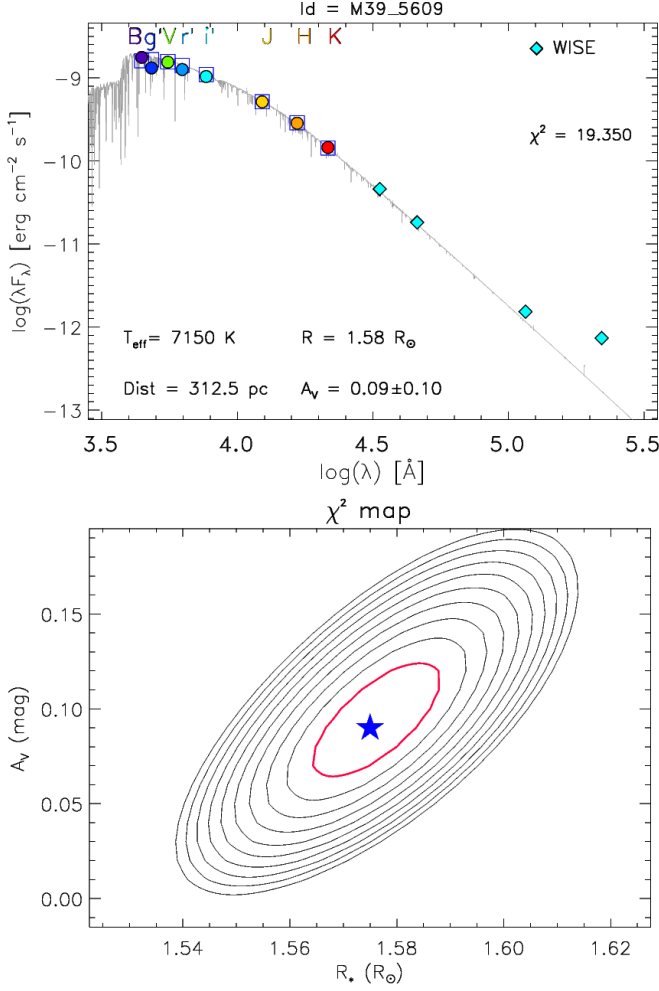 Id = M39_5609
B g' V r' i' J H K
WISE
χ² = 19.350
T_eff= 7150 K R = 1.58 R_⊙
Dist = 312.5 pc A_V = 0.09±0.10
log(λF_λ) [erg cm⁻² s⁻¹]
-8
-9
-10
-11
-12
-13
3.5 4.0 4.5 5.0 5.5
log(λ) [Å]
χ² map
A_V (mag)
0.15
0.10
0.05
0.00
1.54 1.56 1.58 1.60 1.62
R_* (R_⊙)